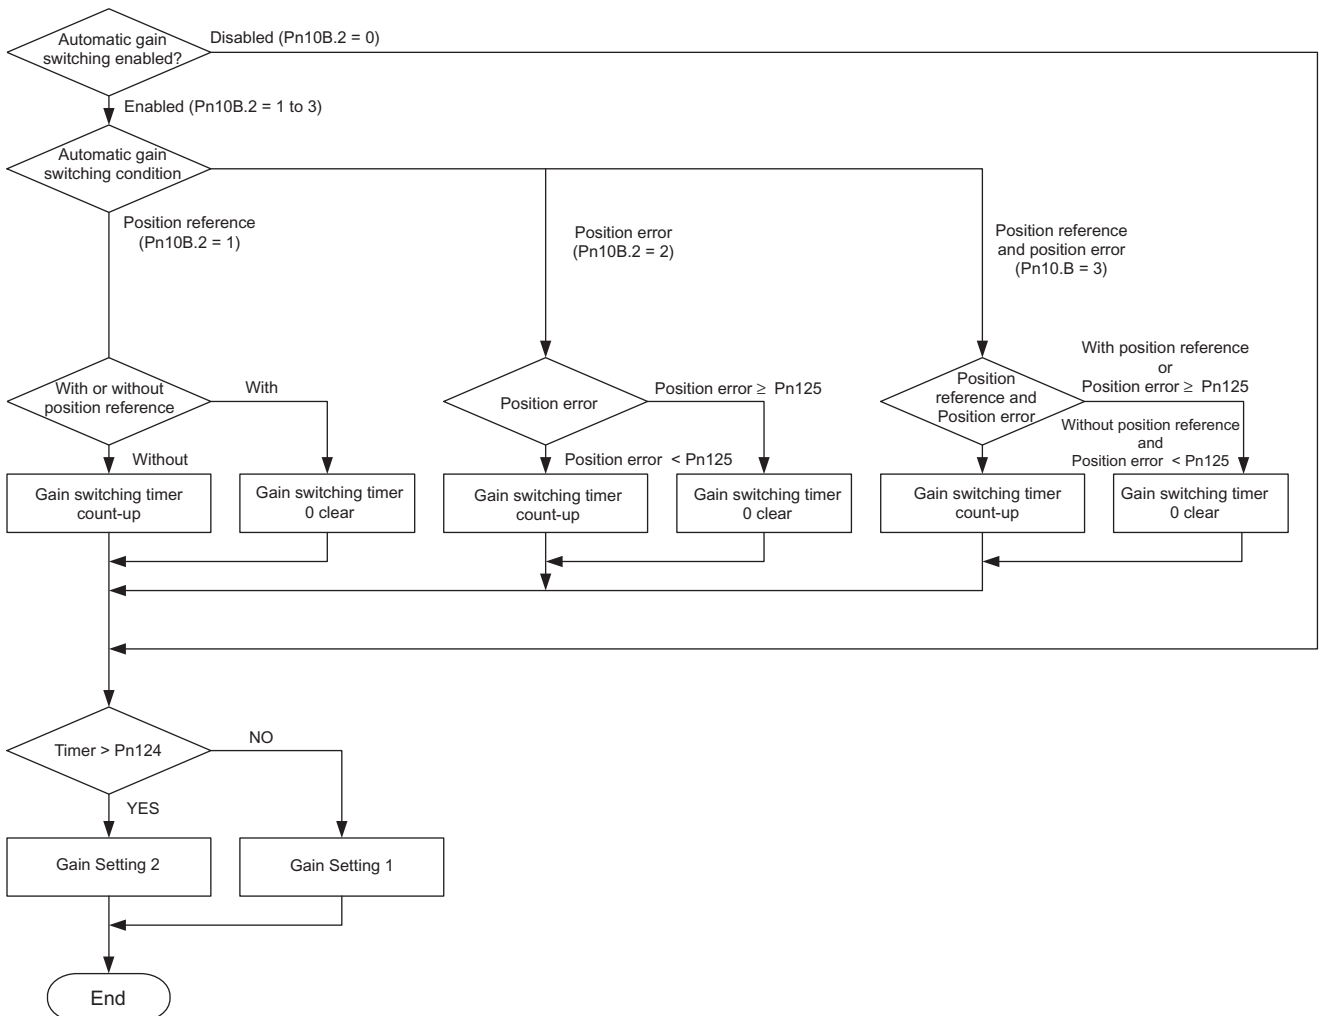 Automatic gain
switching enabled?
Disabled (Pn10B.2 = 0)
Enabled (Pn10B.2 = 1 to 3)
Automatic gain
switching condition
Position reference
(Pn10B.2 = 1)
Position error
(Pn10B.2 = 2)
Position reference
and position error
(Pn10.B = 3)
With or without
position reference
With
Without
Position error
Position error ≥ Pn125
Position error < Pn125
Position
reference and
Position error
With position reference
or
Position error ≥ Pn125
Without position reference
and
Position error < Pn125
Gain switching timer
count-up
Gain switching timer
0 clear
Gain switching timer
count-up
Gain switching timer
0 clear
Gain switching timer
count-up
Gain switching timer
0 clear
Timer > Pn124
NO
YES
Gain Setting 2
Gain Setting 1
End